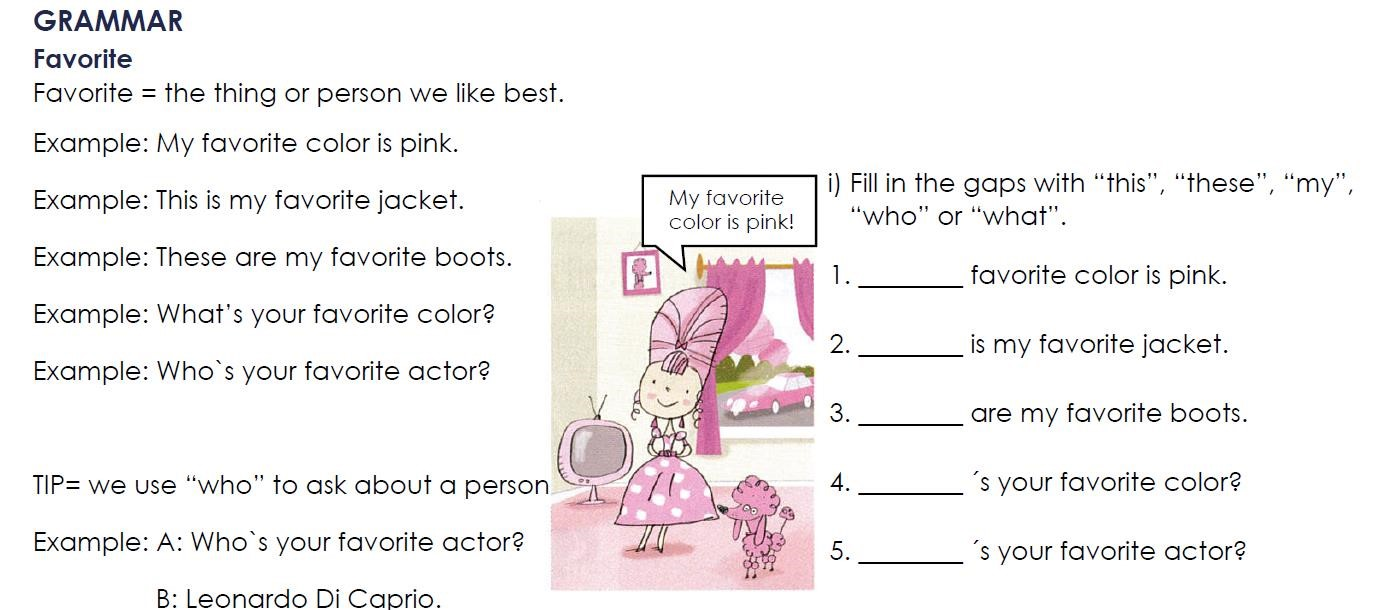 GRAMMAR
Favorite
Favorite = the thing or person we like best.
Example: My favorite color is pink.
Example: This is my favorite jacket.
Example: These are my favorite boots.
Example: What’s your favorite color?
Example: Who`s your favorite actor?
TIP= we use “who” to ask about a person
Example: A: Who`s your favorite actor?
B: Leonardo Di Caprio.
My favorite
color is pink!
i) Fill in the gaps with “this”, “these”, “my”,
“who” or “what”.
1. ________ favorite color is pink.
2. ________ is my favorite jacket.
3. ________ are my favorite boots.
4. ________ ´s your favorite color?
5. ________ ´s your favorite actor?